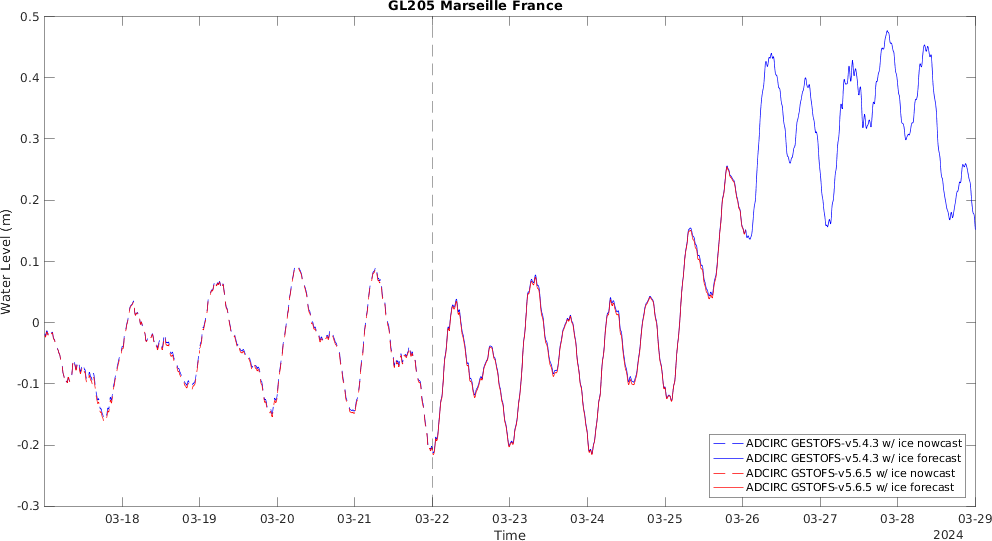 GL205 Marseille France
Water Level (m)
0.5
0.4
0.3
0.2
0.1
0
-0.1
-0.2
-0.3
ADCIRC GESTOFS-v5.4.3 w/ ice nowcast
ADCIRC GESTOFS-v5.4.3 w/ ice forecast
ADCIRC GSTOFS-v5.6.5 w/ ice nowcast
ADCIRC GSTOFS-v5.6.5 w/ ice forecast
03-18 03-19 03-20 03-21 03-22 03-23 03-24 03-25 03-26 03-27 03-28 03-29
Time
2024